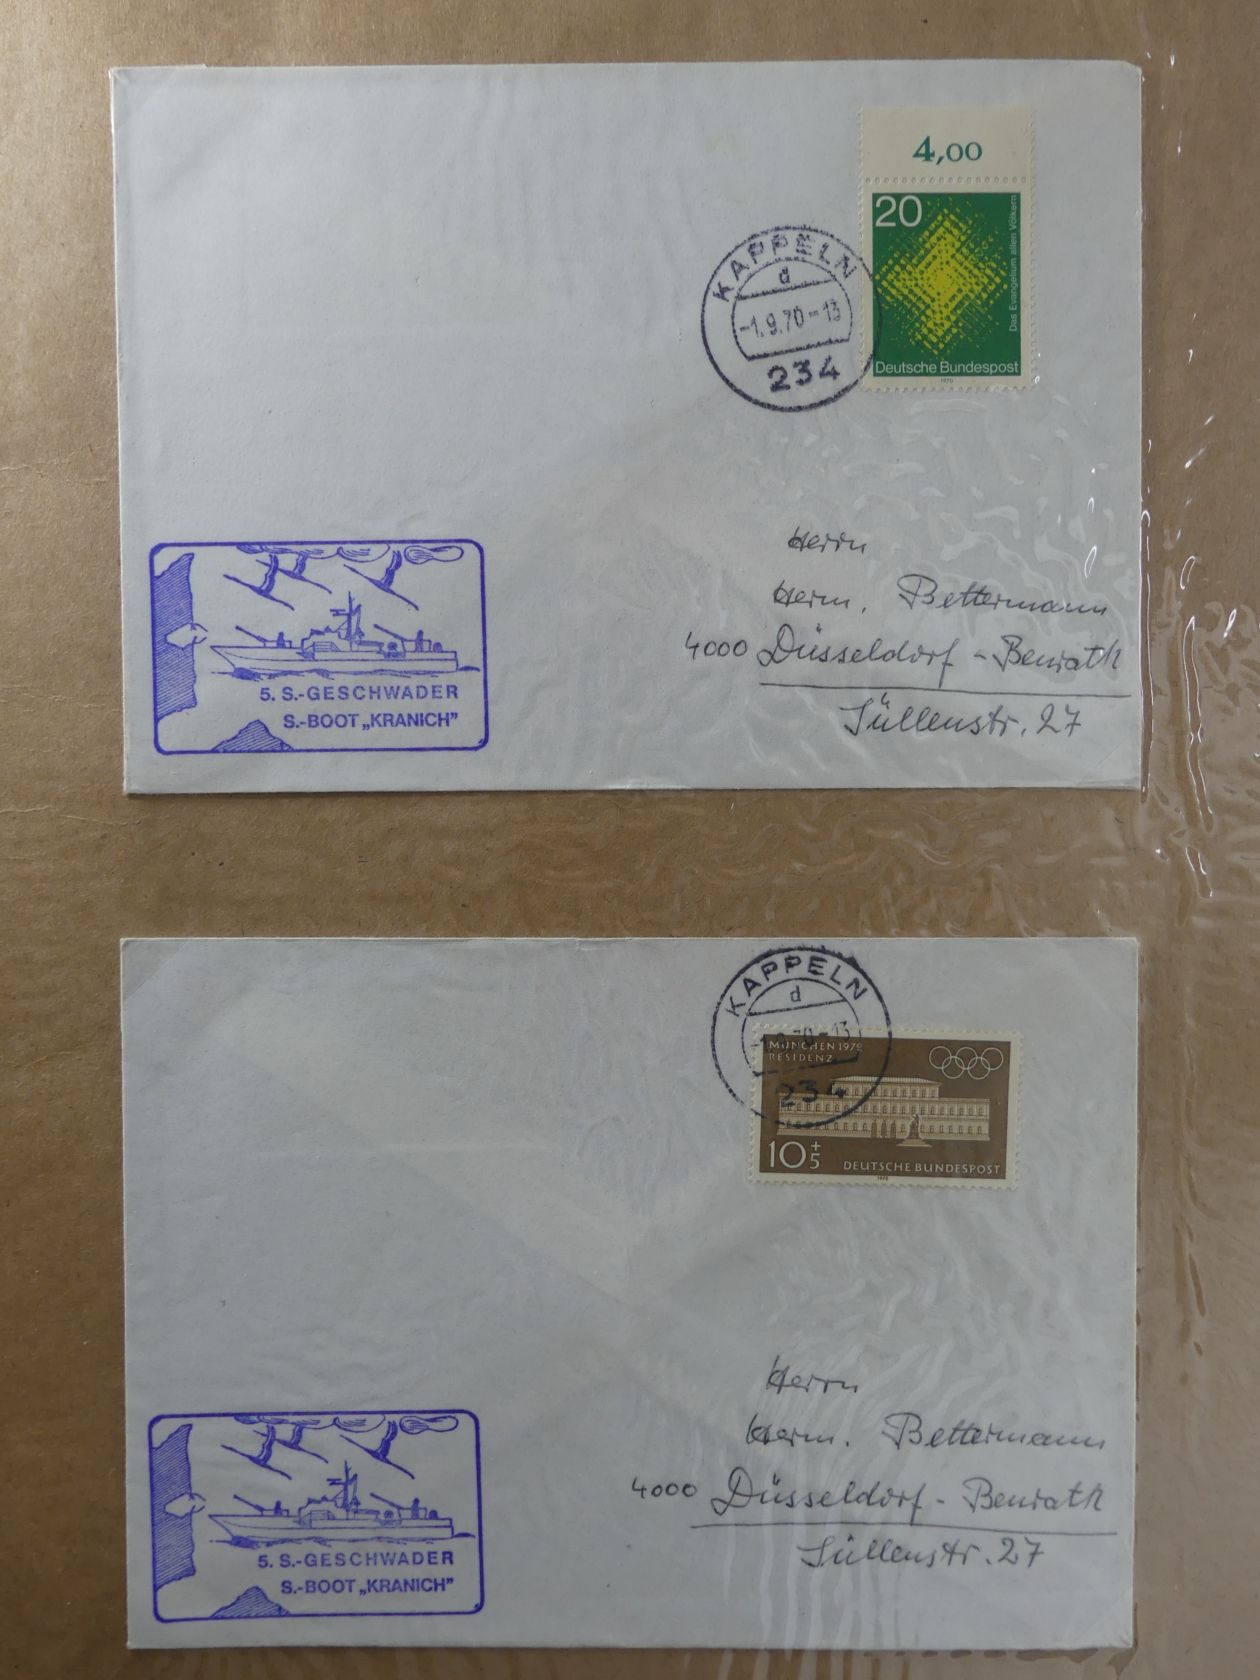 4,00
20
Das Evangelium allen Völkern
Deutsche Bundespost
1970
KAPPELN
d
-1.9.70-13
234
Herrn
Herm. Bettermann
4000 Düsseldorf-Benrath
Süllenstr. 27
5. S.-GESCHWADER
S.-BOOT „KRANICH”
KAPPELN
d
70-13
234
MÜNCHEN 1972
RESIDENZ
10+5
DEUTSCHE BUNDESPOST
1970
Herrn
Herm. Bettermann
4000 Düsseldorf-Benrath
Süllenstr. 27
5. S.-GESCHWADER
S.-BOOT „KRANICH”